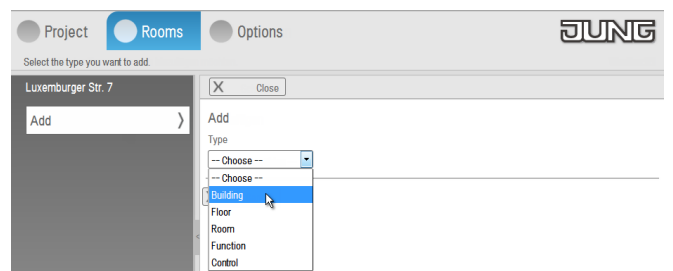 Project Rooms Options JUNG
Select the type you want to add.
Luxemburger Str. 7
X Close
Add
Add
Type
-- Choose --
-- Choose --
Building
Floor
Room
Function
Control